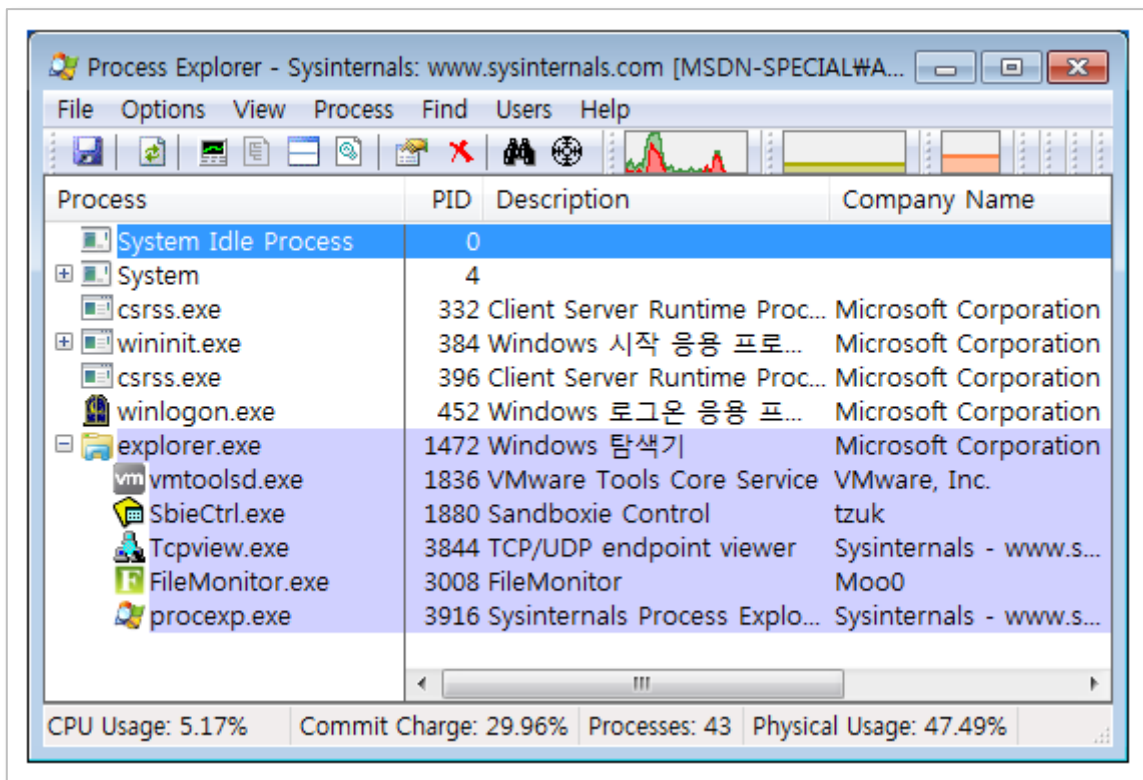 Process Explorer - Sysinternals: www.sysinternals.com [MSDN-SPECIAL₩A...
File Options View Process Find Users Help
Process PID Description Company Name
System Idle Process 0
System 4
csrss.exe 332 Client Server Runtime Proc... Microsoft Corporation
wininit.exe 384 Windows 시작 응용 프로... Microsoft Corporation
csrss.exe 396 Client Server Runtime Proc... Microsoft Corporation
winlogon.exe 452 Windows 로그온 응용 프... Microsoft Corporation
explorer.exe 1472 Windows 탐색기 Microsoft Corporation
vm vmtoolsd.exe 1836 VMware Tools Core Service VMware, Inc.
SbieCtrl.exe 1880 Sandboxie Control tzuk
Tcpview.exe 3844 TCP/UDP endpoint viewer Sysinternals - www.s...
F FileMonitor.exe 3008 FileMonitor Moo0
procexp.exe 3916 Sysinternals Process Explo... Sysinternals - www.s...
CPU Usage: 5.17% Commit Charge: 29.96% Processes: 43 Physical Usage: 47.49%